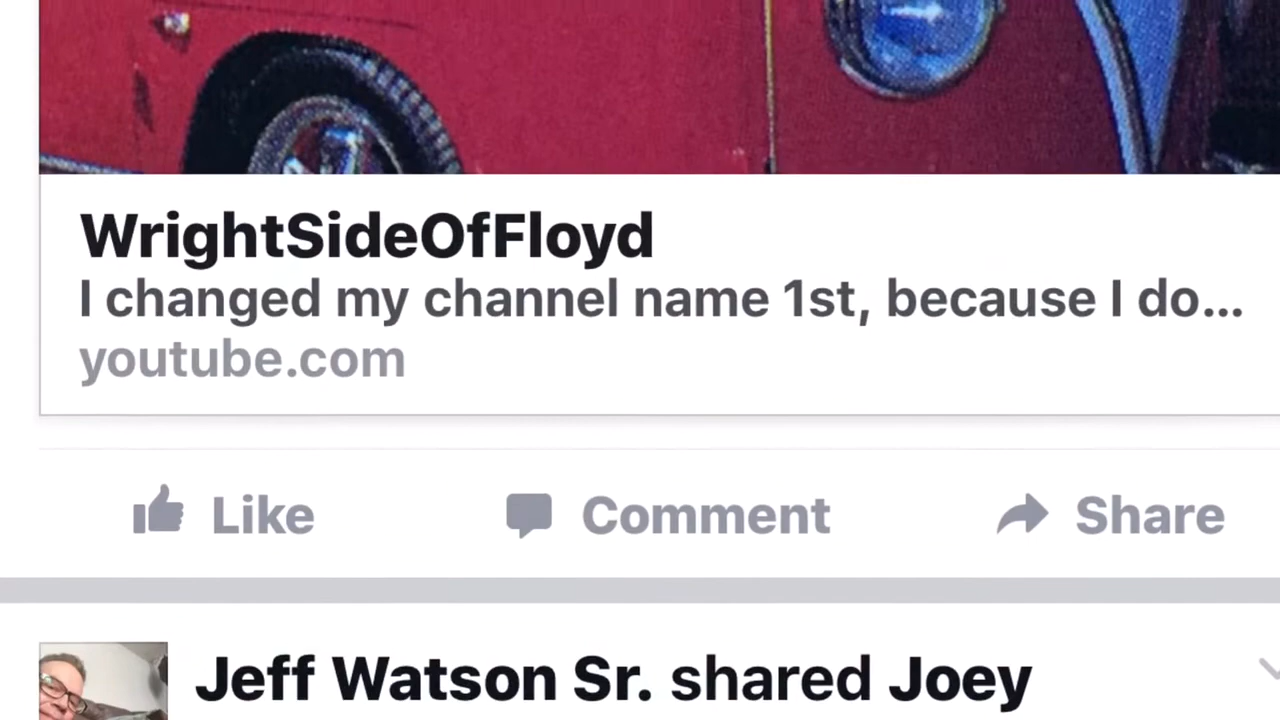 WrightSideOfFloyd
I changed my channel name 1st, because I do...
youtube.com
Like
Comment
Share
Jeff Watson Sr. shared Joey